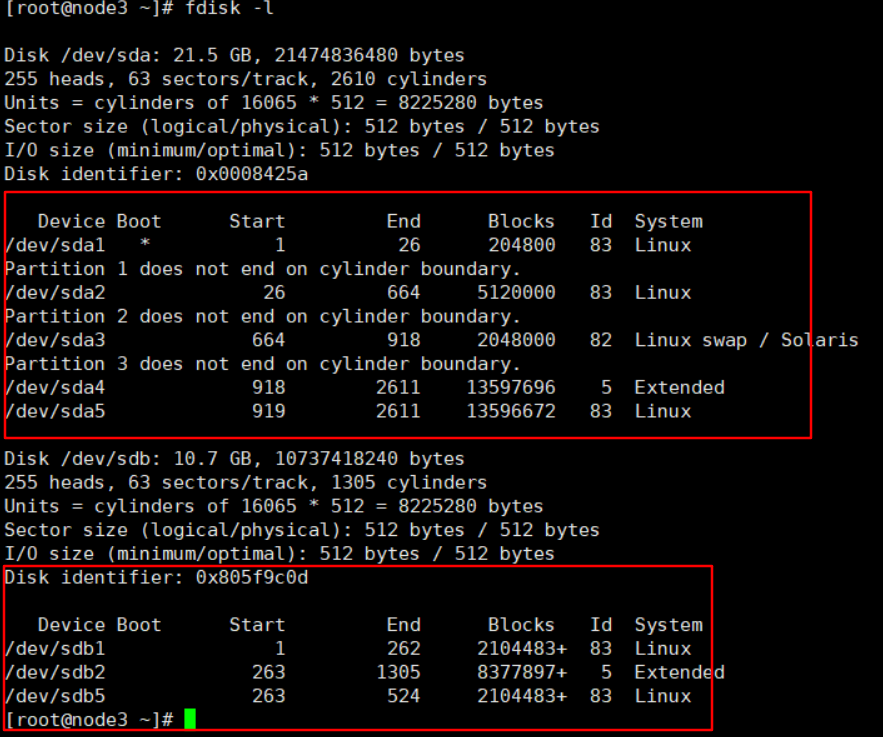 [root@node3 ~]# fdisk -l
Disk /dev/sda: 21.5 GB, 21474836480 bytes
255 heads, 63 sectors/track, 2610 cylinders
Units = cylinders of 16065 * 512 = 8225280 bytes
Sector size (logical/physical): 512 bytes / 512 bytes
I/O size (minimum/optimal): 512 bytes / 512 bytes
Disk identifier: 0x0008425a
Device Boot Start End Blocks Id System
/dev/sda1 * 1 26 204800 83 Linux
Partition 1 does not end on cylinder boundary.
/dev/sda2 26 664 5120000 83 Linux
Partition 2 does not end on cylinder boundary.
/dev/sda3 664 918 2048000 82 Linux swap / Solaris
Partition 3 does not end on cylinder boundary.
/dev/sda4 918 2611 13597696 5 Extended
/dev/sda5 919 2611 13596672 83 Linux
Disk /dev/sdb: 10.7 GB, 10737418240 bytes
255 heads, 63 sectors/track, 1305 cylinders
Units = cylinders of 16065 * 512 = 8225280 bytes
Sector size (logical/physical): 512 bytes / 512 bytes
I/O size (minimum/optimal): 512 bytes / 512 bytes
Disk identifier: 0x805f9c0d
Device Boot Start End Blocks Id System
/dev/sdb1 1 262 2104483+ 83 Linux
/dev/sdb2 263 1305 8377897+ 5 Extended
/dev/sdb5 263 524 2104483+ 83 Linux
[root@node3 ~]#